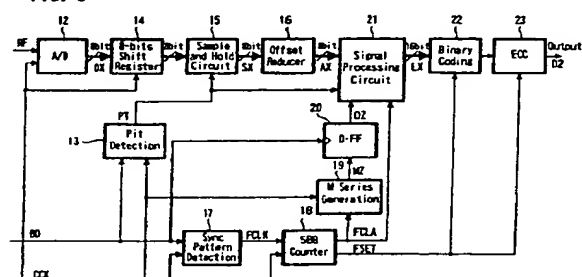 12 14 15 16 21 22 23
RF
A/D
8bit
DX
8-bits Shift Register
8bit
Sample and Hold Circuit
8bit
SX
Offset Reducer
8bit
AX
Signal Processing Circuit
16bit
LX
Binary Coding
ECC
Output
D2
PT
13
Pit Detection
20
DZ
D-FF
MZ
19
M Series Generation
17
18
BD
Sync Pattern Detection
FCLK
588 Counter
FCLA
FSET